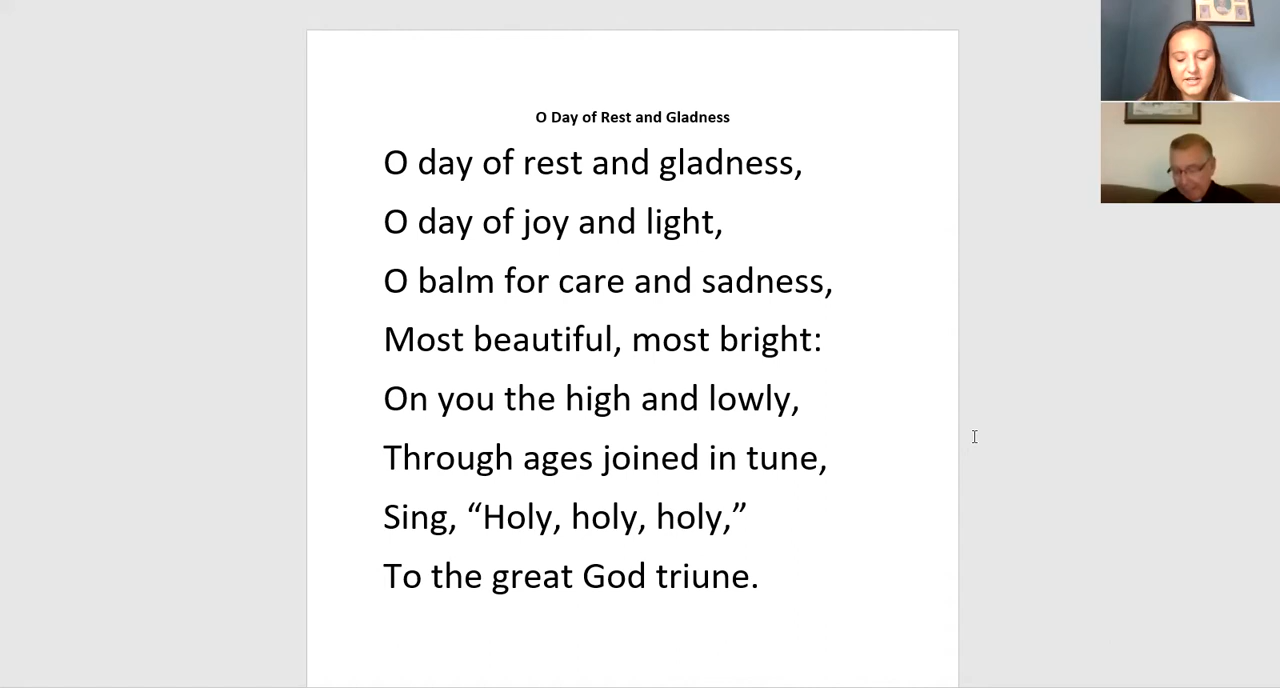 O Day of Rest and Gladness
O day of rest and gladness,
O day of joy and light,
O balm for care and sadness,
Most beautiful, most bright:
On you the high and lowly,
Through ages joined in tune,
Sing, “Holy, holy, holy,”
To the great God triune.